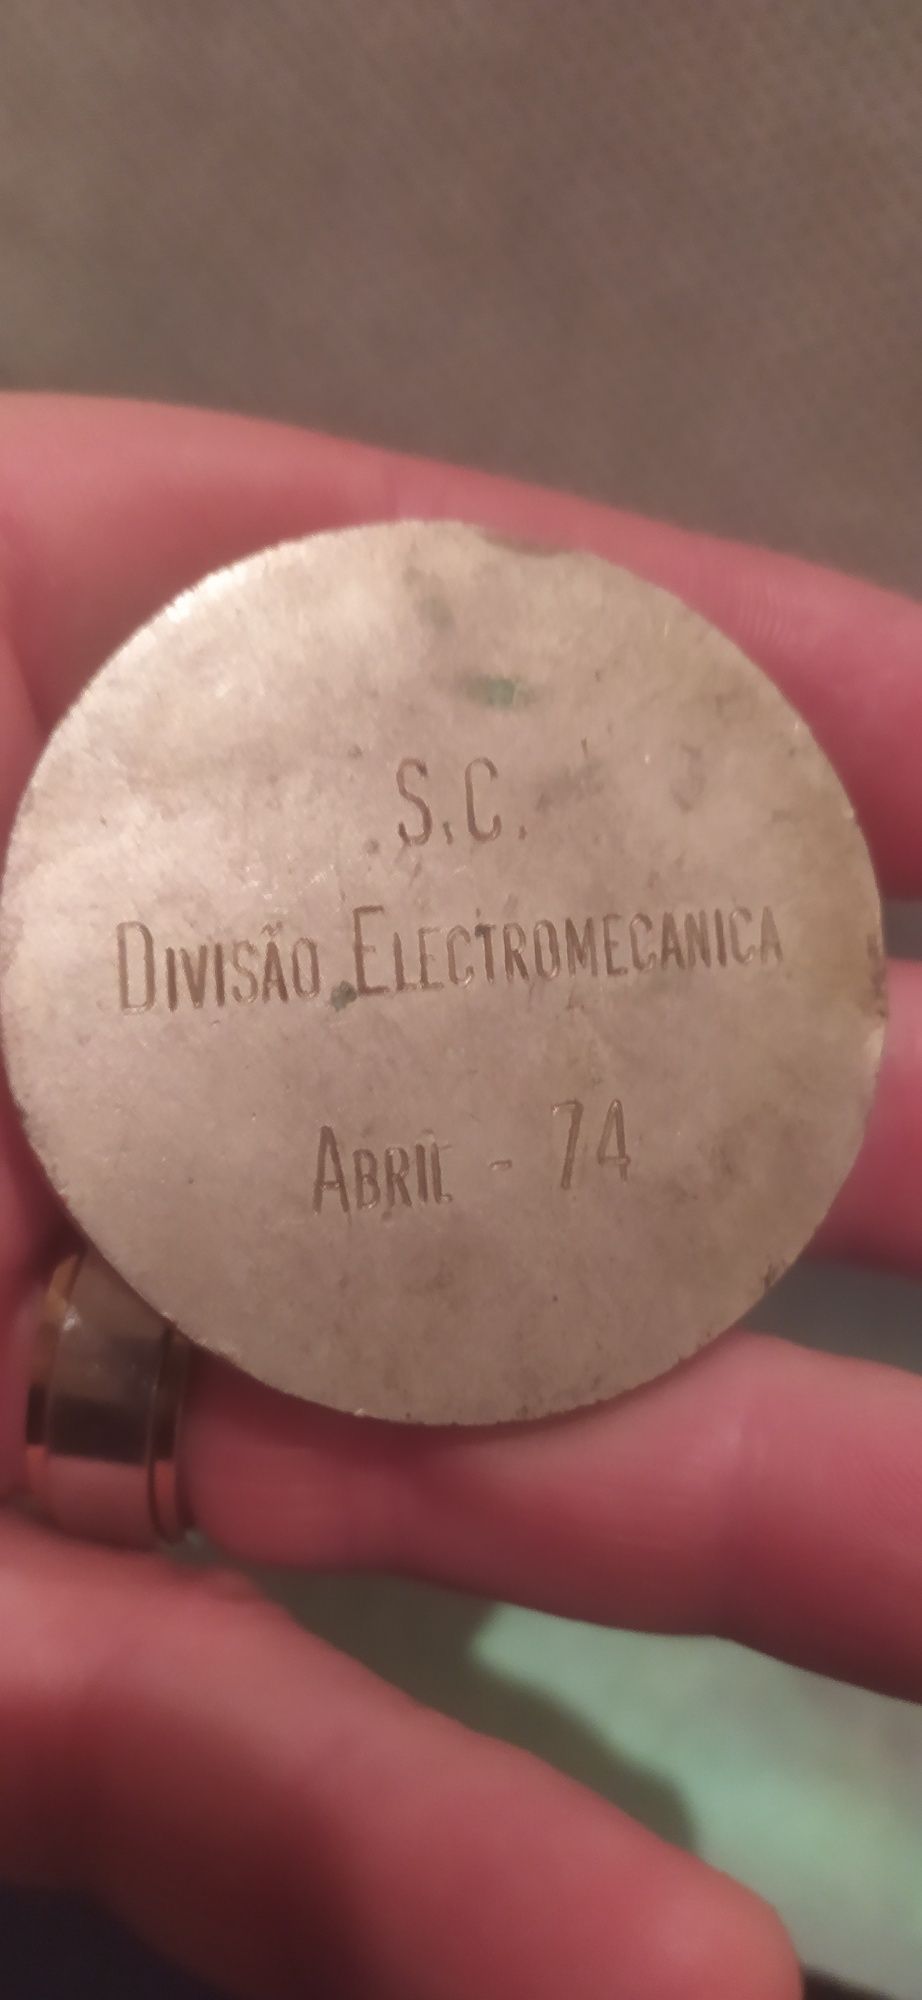 S.C.
DIVISÃO ELECTROMECANICA
ABRIL - 74